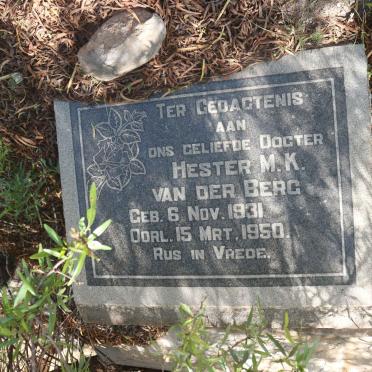 TER GEDAGTENIS
AAN
ONS GELIEFDE DOGTER
HESTER M.K.
VAN DER BERG
GEB. 6. NOV. 1931.
OORL. 15. MRT. 1950.
RUS IN VREDE.